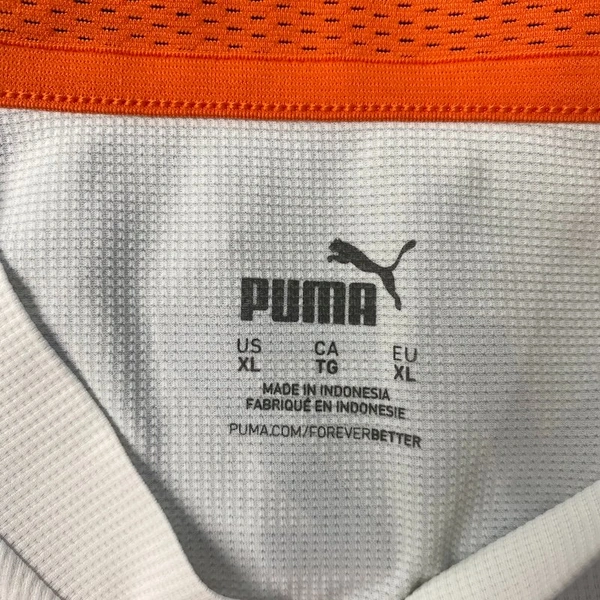 PUMA
US CA EU
XL TG XL
MADE IN INDONESIA
FABRIQUÉ EN INDONESIE
PUMA.COM/FOREVERBETTER